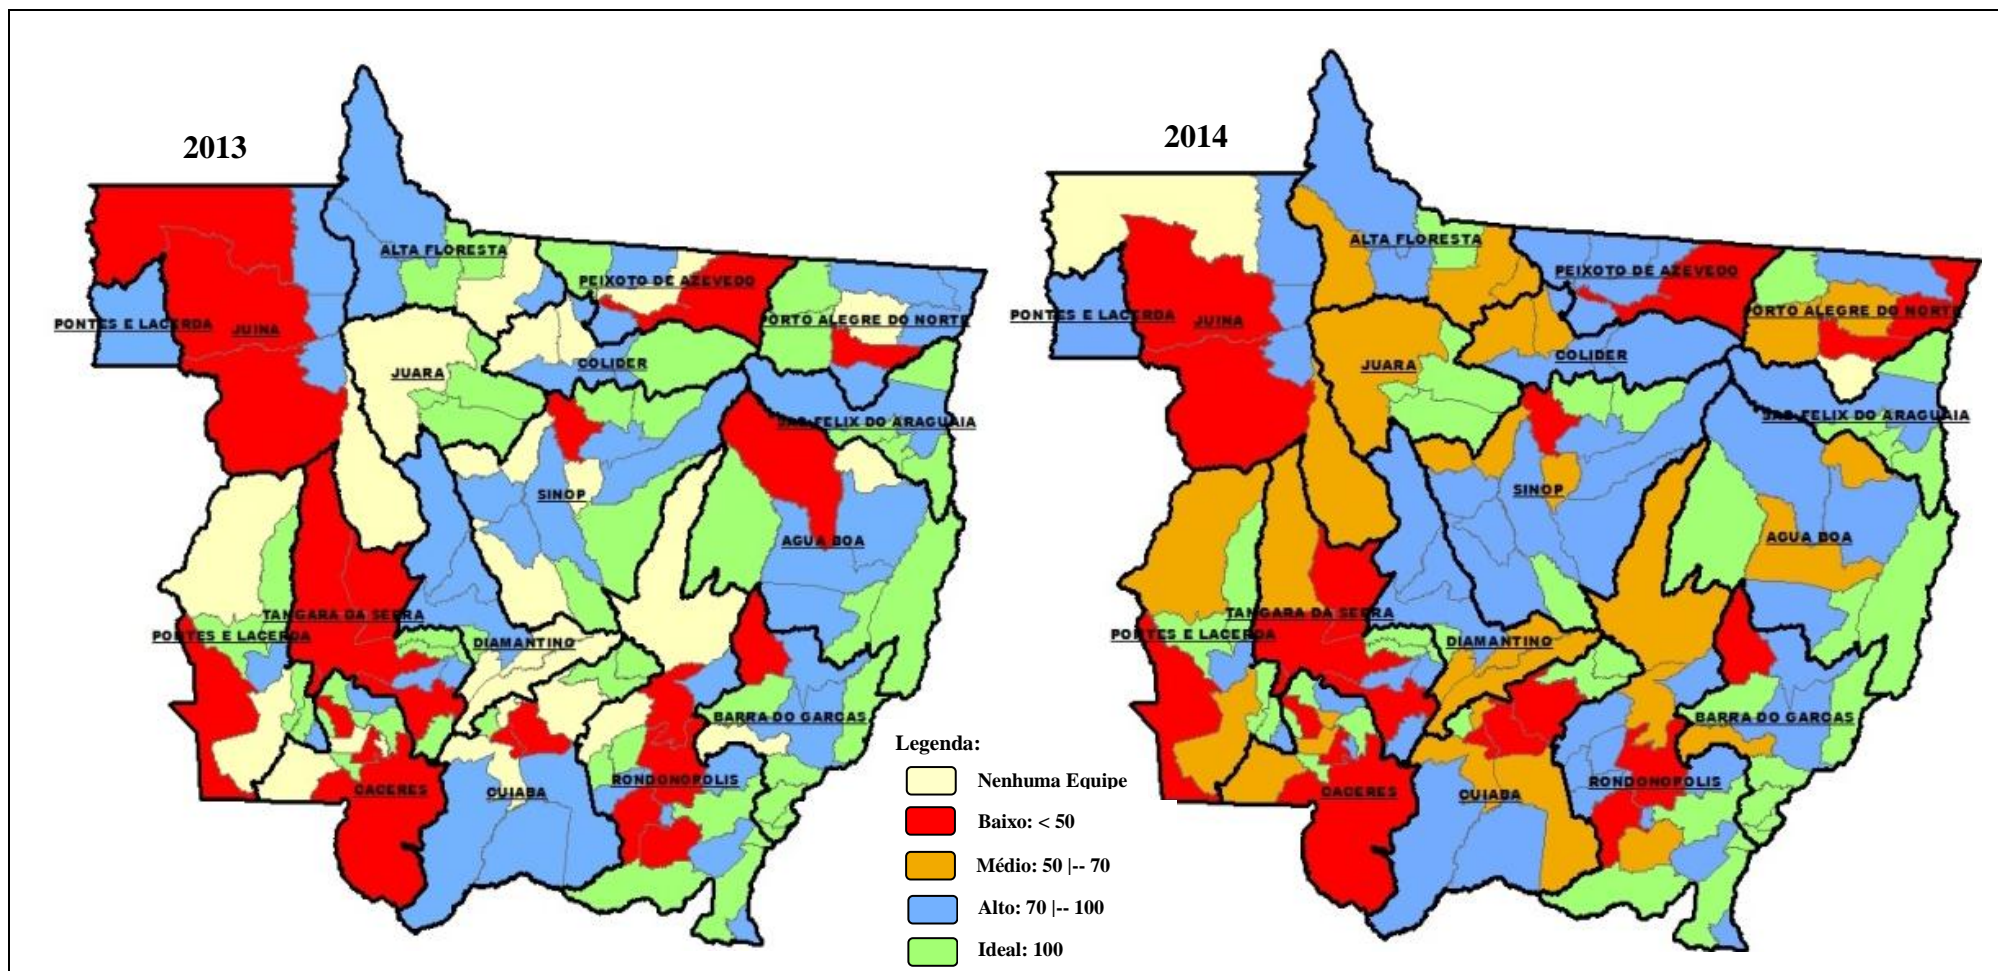 2013
2014
ALTA FLORESTA
PEIXOTO DE AZEVEDO
PONTES E LACERDA
JUINA
PORTO ALEGRE DO NORTE
COLIDER
JUARA
SAO FELIX DO ARAGUAIA
SINOP
AGUA BOA
TANGARA DA SERRA
PONTES E LACERDA
DIAMANTINO
BARRA DO GARCAS
RONDONOPOLIS
CACERES
CUIABA
ALTA FLORESTA
PEIXOTO DE AZEVEDO
PONTES E LACERDA
JUINA
PORTO ALEGRE DO NORTE
COLIDER
JUARA
SAO FELIX DO ARAGUAIA
SINOP
AGUA BOA
TANGARA DA SERRA
PONTES E LACERDA
DIAMANTINO
BARRA DO GARCAS
RONDONOPOLIS
CACERES
CUIABA
Legenda:
Nenhuma Equipe
Baixo: < 50
Médio: 50 |-- 70
Alto: 70 |-- 100
Ideal: 100